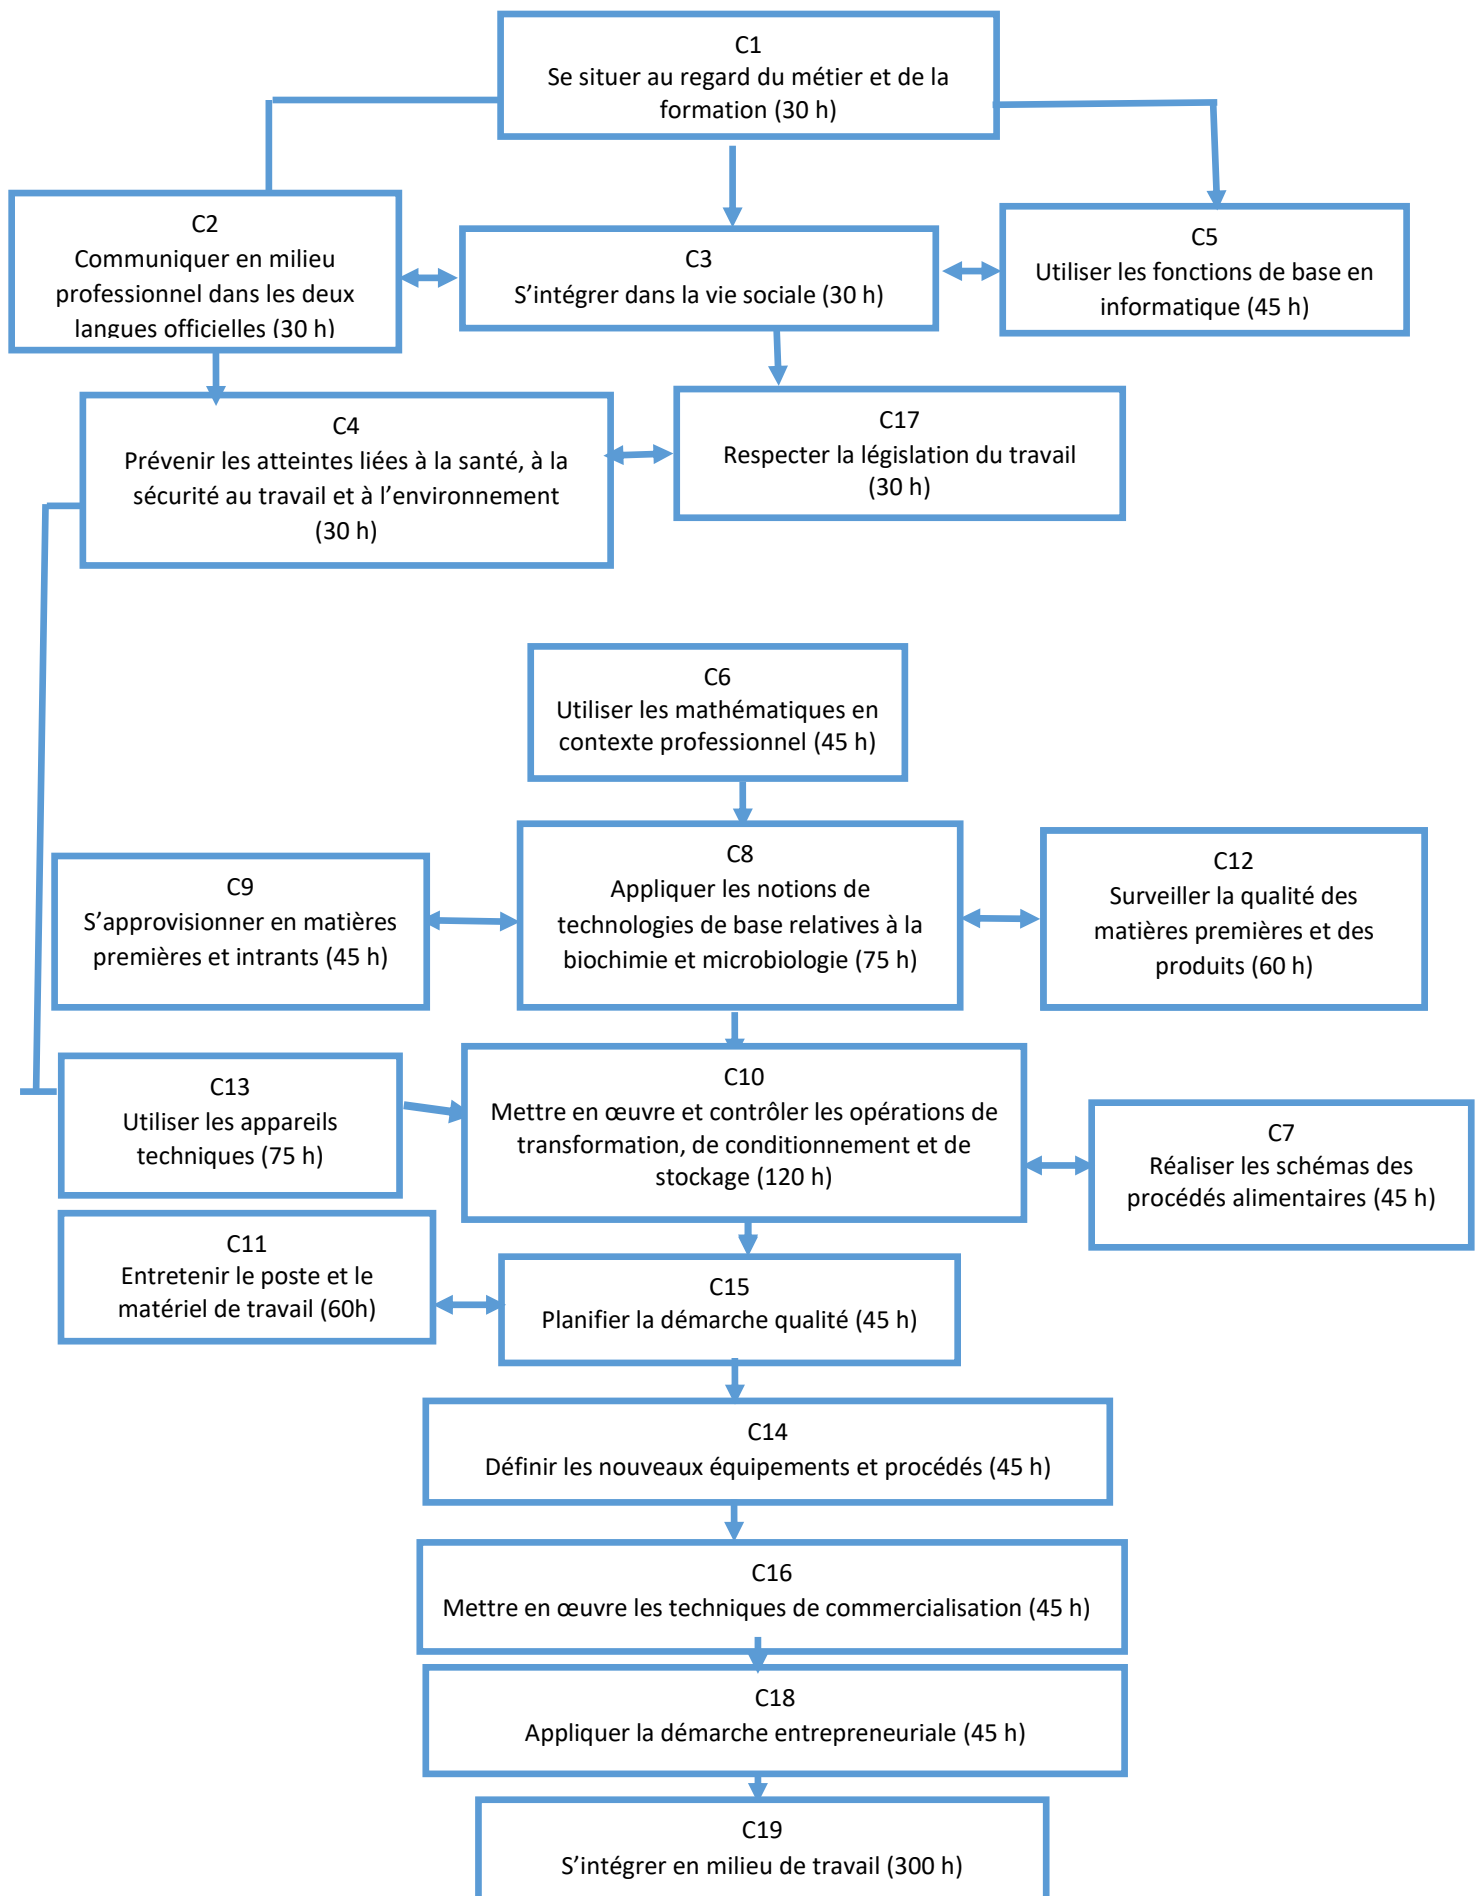 C1
Se situer au regard du métier et de la
formation (30 h)
C2
Communiquer en milieu
professionnel dans les deux
langues officielles (30 h)
C3
S’intégrer dans la vie sociale (30 h)
C5
Utiliser les fonctions de base en
informatique (45 h)
C4
Prévenir les atteintes liées à la santé, à la
sécurité au travail et à l’environnement
(30 h)
C17
Respecter la législation du travail
(30 h)
C6
Utiliser les mathématiques en
contexte professionnel (45 h)
C9
S’approvisionner en matières
premières et intrants (45 h)
C8
Appliquer les notions de
technologies de base relatives à la
biochimie et microbiologie (75 h)
C12
Surveiller la qualité des
matières premières et des
produits (60 h)
C13
Utiliser les appareils
techniques (75 h)
C10
Mettre en œuvre et contrôler les opérations de
transformation, de conditionnement et de
stockage (120 h)
C7
Réaliser les schémas des
procédés alimentaires (45 h)
C11
Entretenir le poste et le
matériel de travail (60h)
C15
Planifier la démarche qualité (45 h)
C14
Définir les nouveaux équipements et procédés (45 h)
C16
Mettre en œuvre les techniques de commercialisation (45 h)
C18
Appliquer la démarche entrepreneuriale (45 h)
C19
S’intégrer en milieu de travail (300 h)